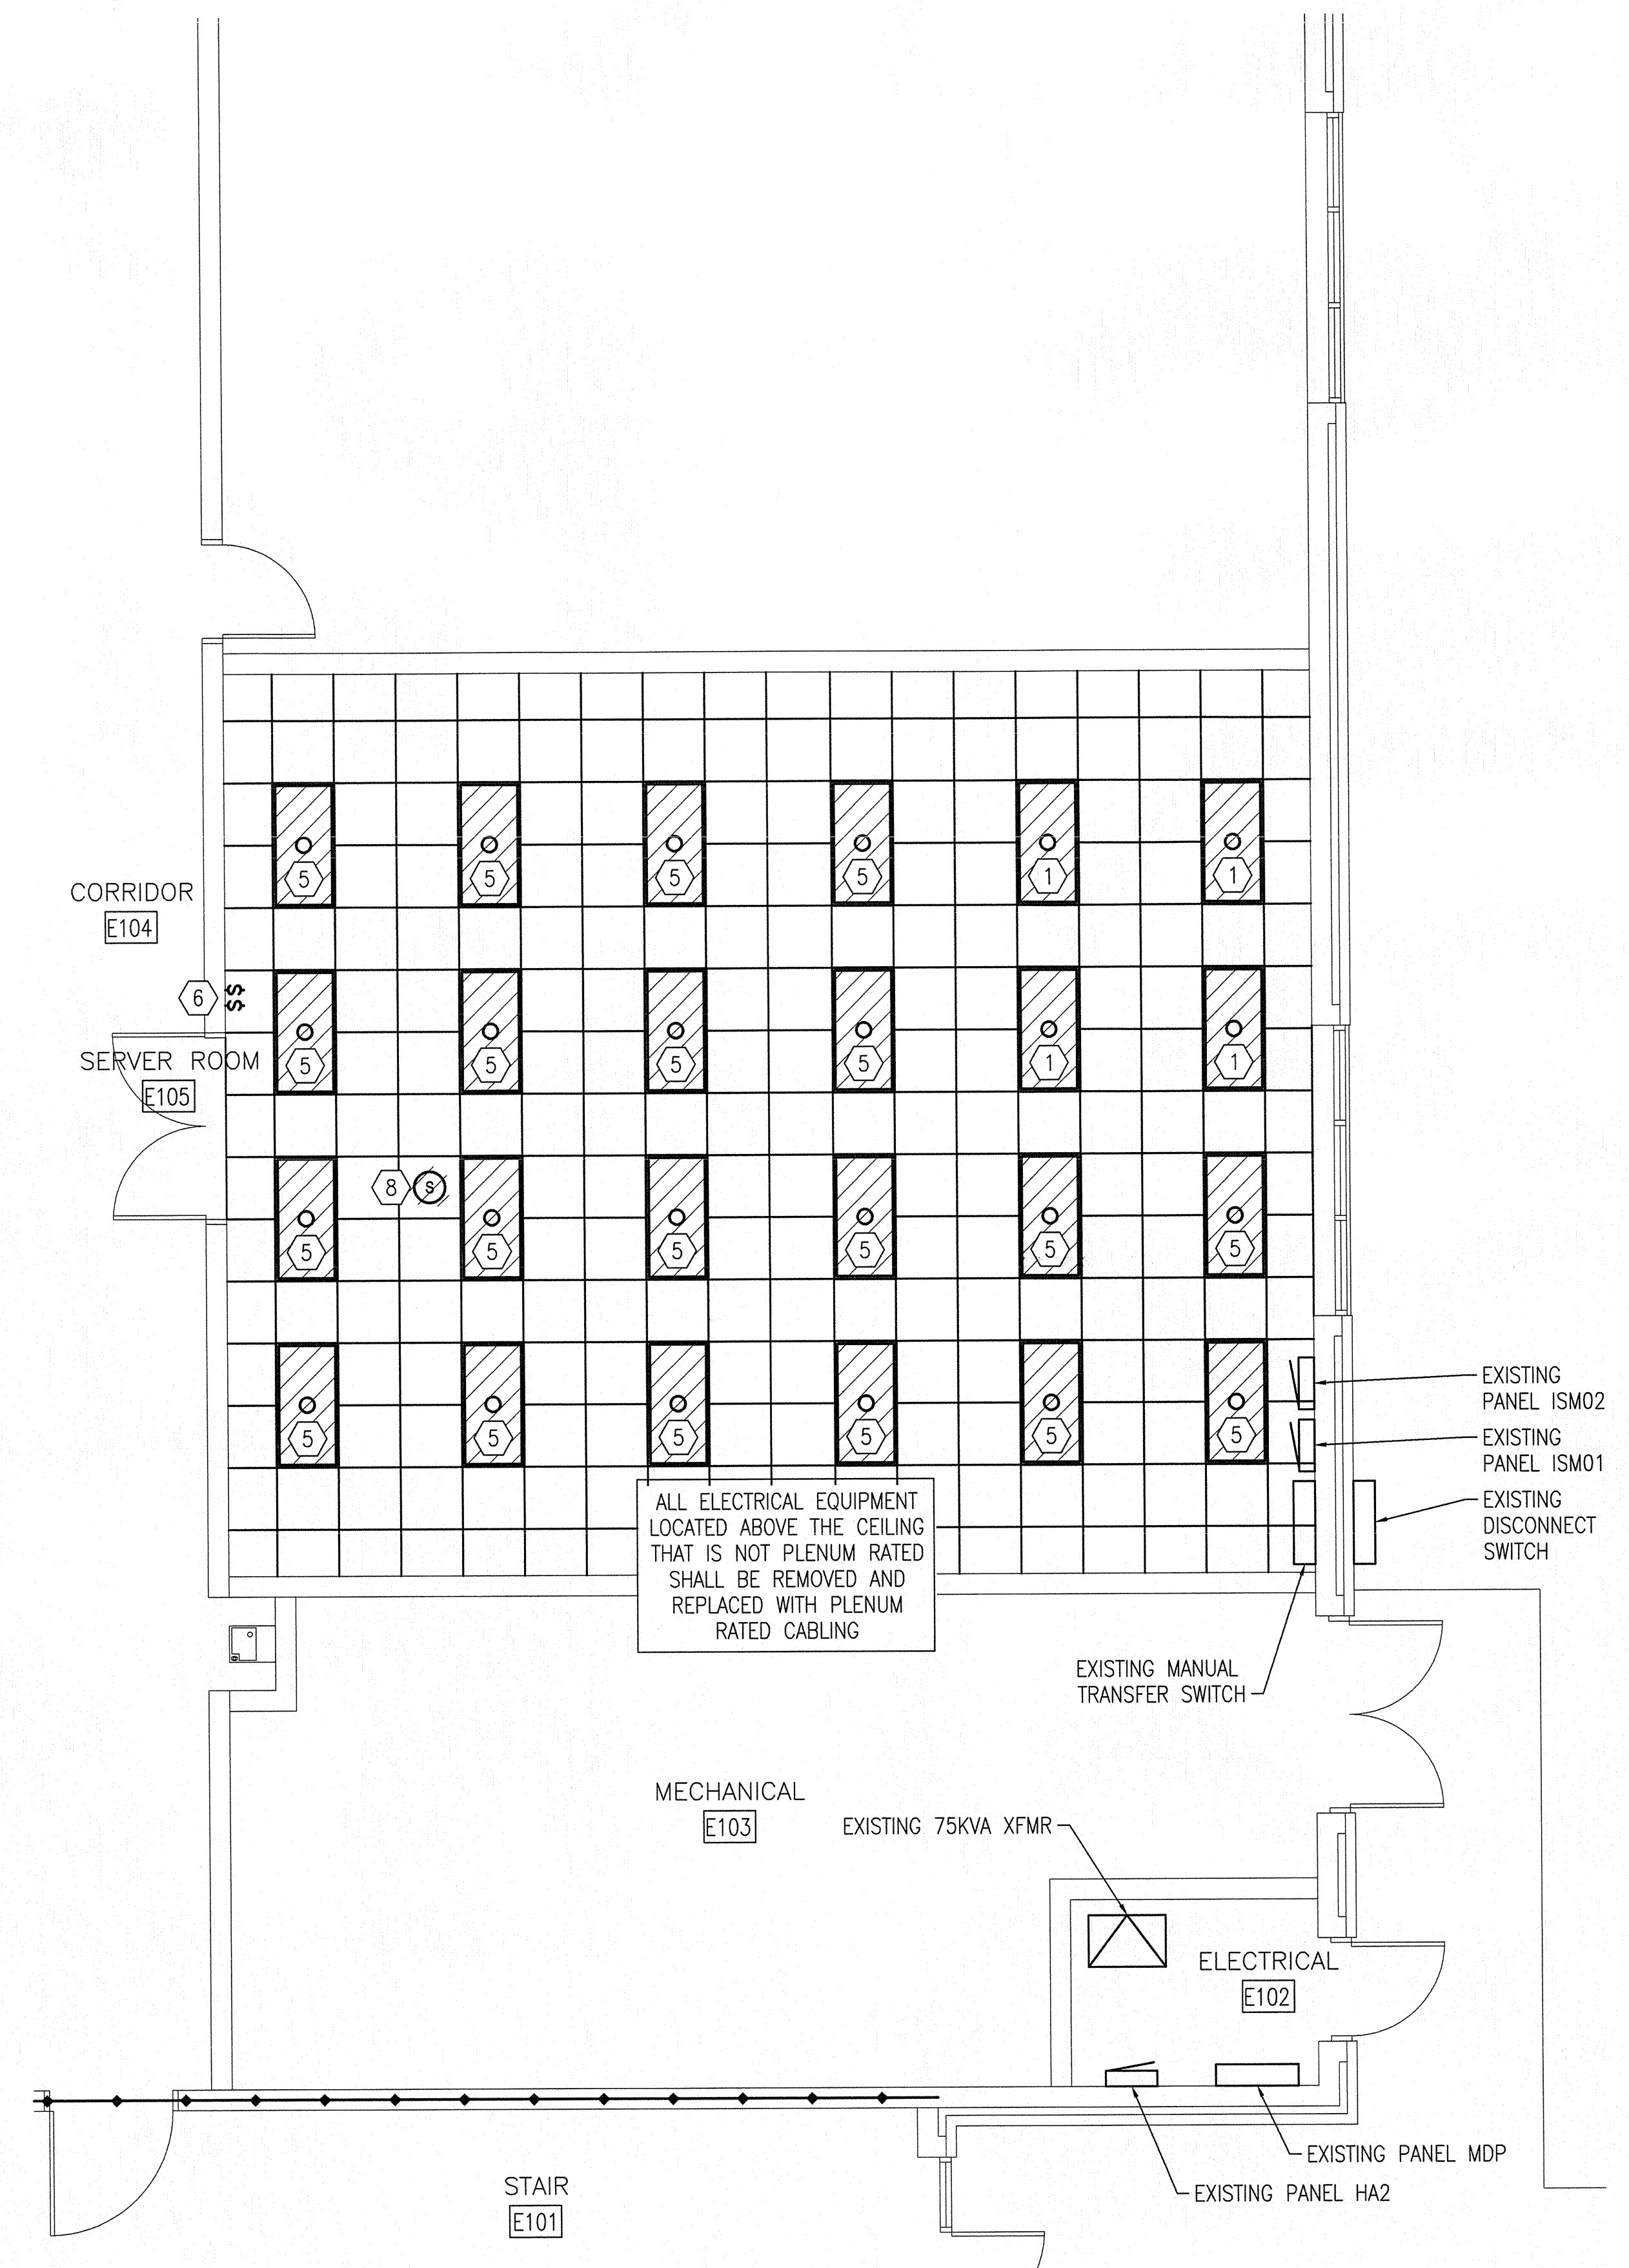 5 5 5 5 1 1
CORRIDOR
E104
6 $
$
5 5 5 5 1 1
SERVER ROOM
E105
8 S
5 5 5 5 5 5
5 5 5 5 5 5
EXISTING
PANEL ISM02
EXISTING
PANEL ISM01
EXISTING
DISCONNECT
SWITCH
ALL ELECTRICAL EQUIPMENT
LOCATED ABOVE THE CEILING
THAT IS NOT PLENUM RATED
SHALL BE REMOVED AND
REPLACED WITH PLENUM
RATED CABLING
EXISTING MANUAL
TRANSFER SWITCH
MECHANICAL
E103
EXISTING 75KVA XFMR
ELECTRICAL
E102
EXISTING PANEL MDP
EXISTING PANEL HA2
STAIR
E101